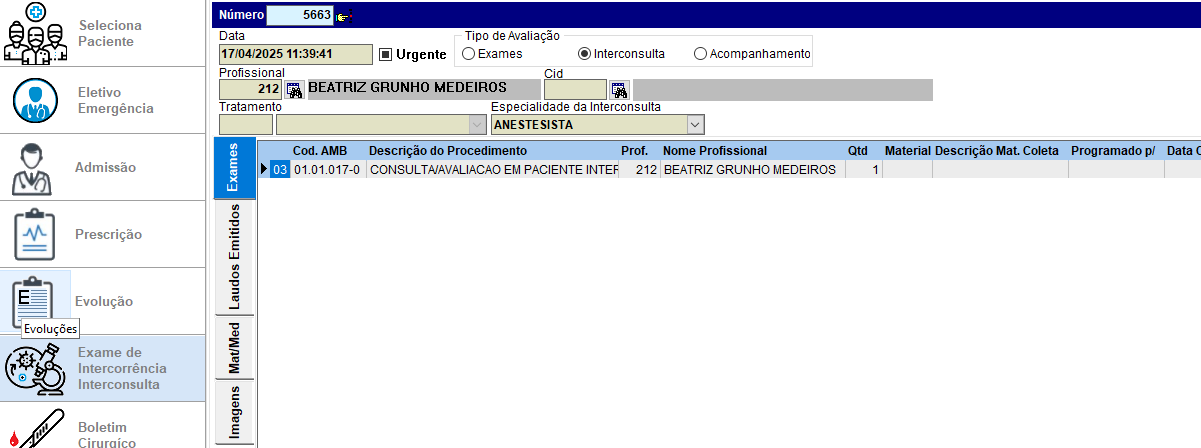 Seleciona
Paciente
Eletivo
Emergência
Admissão
Prescrição
E
Evolução
Evoluções
Exame de
Intercorrência
Interconsulta
Boletim
Cirurgíco
Número 5663
Data
17/04/2025 11:39:41
Urgente
Tipo de Avaliação
Exames Interconsulta Acompanhamento
Profissional
212 BEATRIZ GRUNHO MEDEIROS
Cid
Tratamento
Especialidade da Interconsulta
ANESTESISTA
Exames
Laudos Emitidos
Mat/Med
Imagens
Cod. AMB Descrição do Procedimento Prof. Nome Profissional Qtd Material Descrição Mat. Coleta Programado p/ Data C
03 01.01.017-0 CONSULTA/AVALIACAO EM PACIENTE INTER 212 BEATRIZ GRUNHO MEDEIROS 1